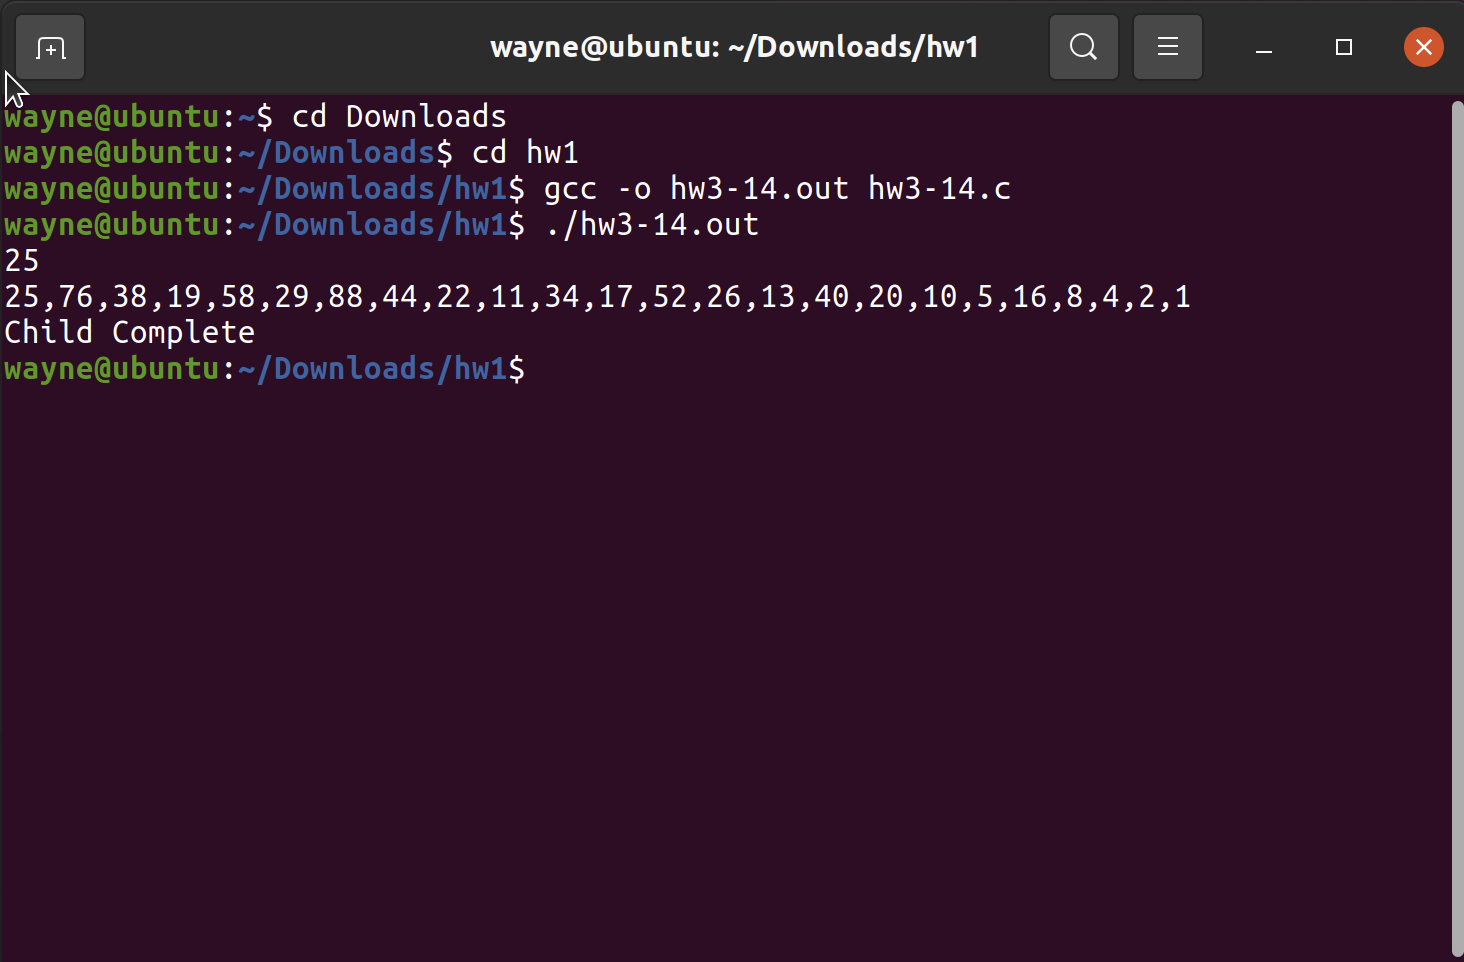 wayne@ubuntu: ~/Downloads/hw1
wayne@ubuntu:~$ cd Downloads
wayne@ubuntu:~/Downloads$ cd hw1
wayne@ubuntu:~/Downloads/hw1$ gcc -o hw3-14.out hw3-14.c
wayne@ubuntu:~/Downloads/hw1$ ./hw3-14.out
25
25,76,38,19,58,29,88,44,22,11,34,17,52,26,13,40,20,10,5,16,8,4,2,1
Child Complete
wayne@ubuntu:~/Downloads/hw1$